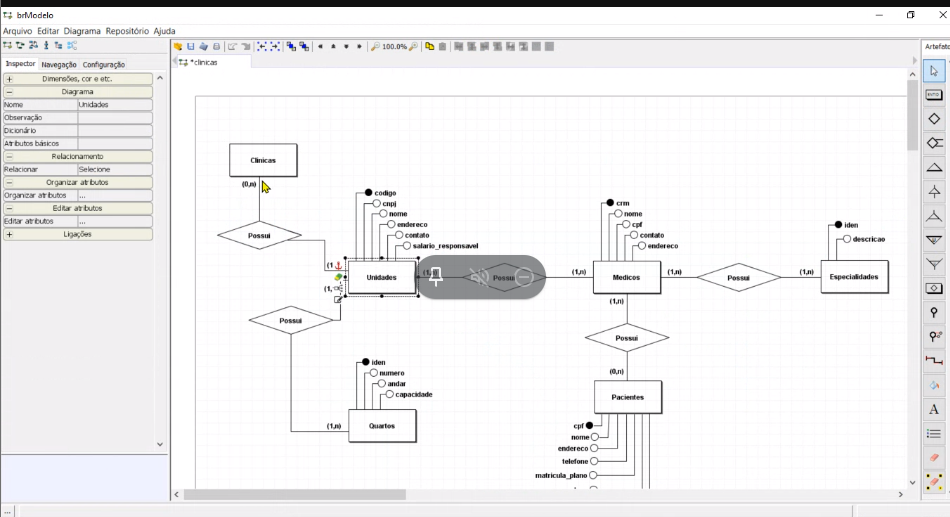 brModelo
Arquivo Editar Diagrama Repositório Ajuda
100.0%
Inspector Navegação Configuração
*clinicas
Artefato
Dimensões, cor e etc.
Diagrama
Nome Unidades
Observação
Dicionário
Atributos básicos
Relacionamento
Relacionar Selecione
Organizar atributos
Organizar atributos ...
Editar atributos
Editar atributos ...
Ligações
Clinicas
(0,n)
Possui
codigo
cnpj
nome
endereco
contato
salario_responsavel
(1
Unidades
(1,n)
Possui
(1,n)
crm
nome
cpf
contato
endereco
Medicos
(1,n)
Possui
(1,n)
iden
descricao
Especialidades
(1,
Possui
(1,n)
Possui
(0,n)
iden
numero
andar
capacidade
(1,n)
Quartos
Pacientes
cpf
nome
endereco
telefone
matricula_plano
A
...